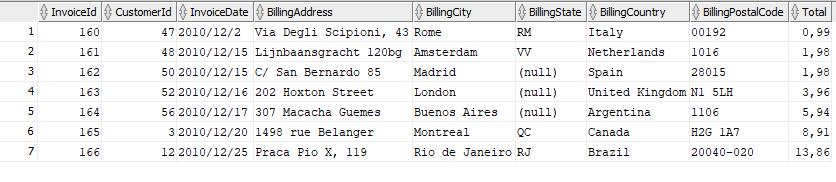 InvoiceId CustomerId InvoiceDate BillingAddress BillingCity BillingState BillingCountry BillingPostalCode Total
1 160 47 2010/12/2 Via Degli Scipioni, 43 Rome RM Italy 00192 0,99
2 161 48 2010/12/15 Lijnbaansgracht 120bg Amsterdam VV Netherlands 1016 1,98
3 162 50 2010/12/15 C/ San Bernardo 85 Madrid (null) Spain 28015 1,98
4 163 52 2010/12/16 202 Hoxton Street London (null) United Kingdom N1 5LH 3,96
5 164 56 2010/12/17 307 Macacha Guemes Buenos Aires (null) Argentina 1106 5,94
6 165 3 2010/12/20 1498 rue Belanger Montreal QC Canada H2G 1A7 8,91
7 166 12 2010/12/25 Praca Pio X, 119 Rio de Janeiro RJ Brazil 20040-020 13,86